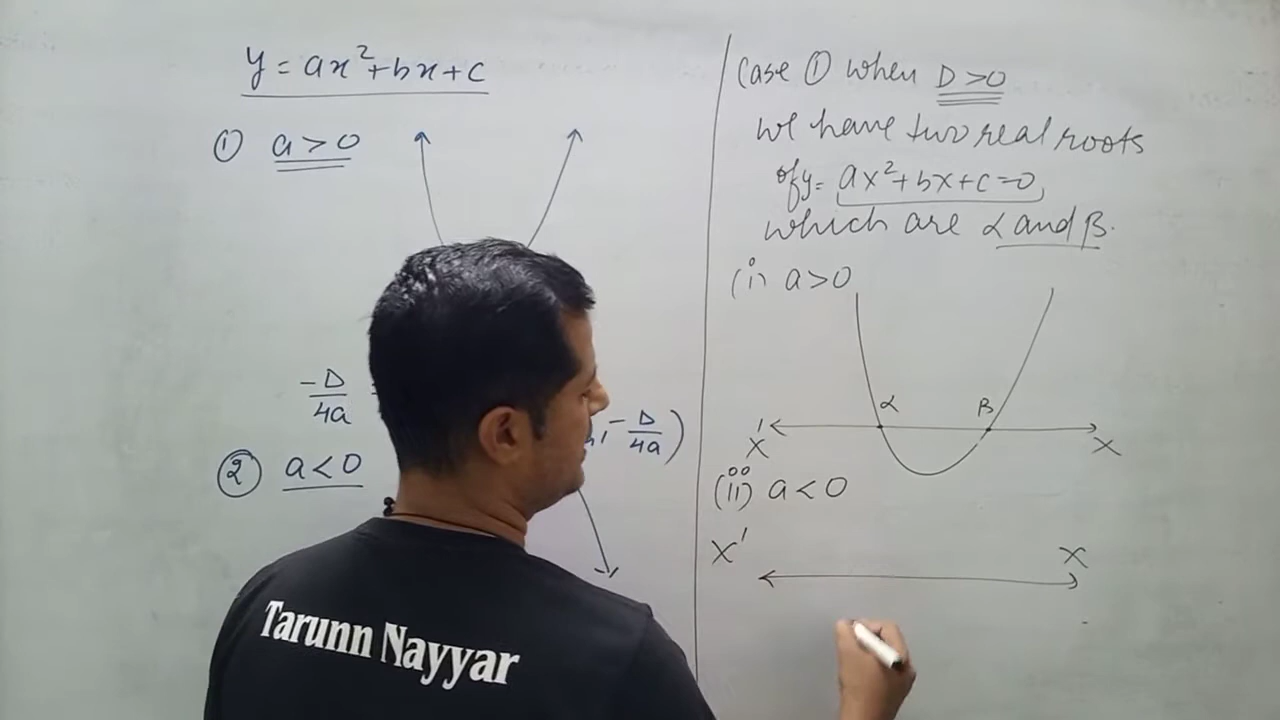 y = ax²+bx+c
① a > 0
-D/4a
, -D/4a)
② a < 0
Case ① when D>0
we have two real roots
of y= ax²+bx+c=0
which are α and β.
(i) a>0
α β
X' X
(ii) a<0
X' X
Tarunn Nayyar